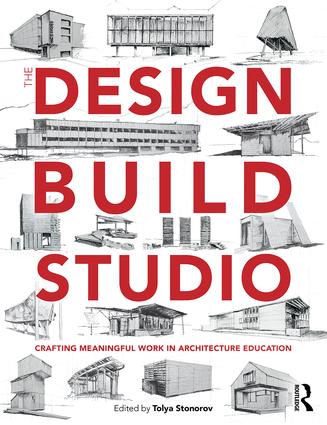 THE
DESIGN
BUILD
STUDIO
CRAFTING MEANINGFUL WORK IN ARCHITECTURE EDUCATION
Edited by Tolya Stonorov
ROUTLEDGE